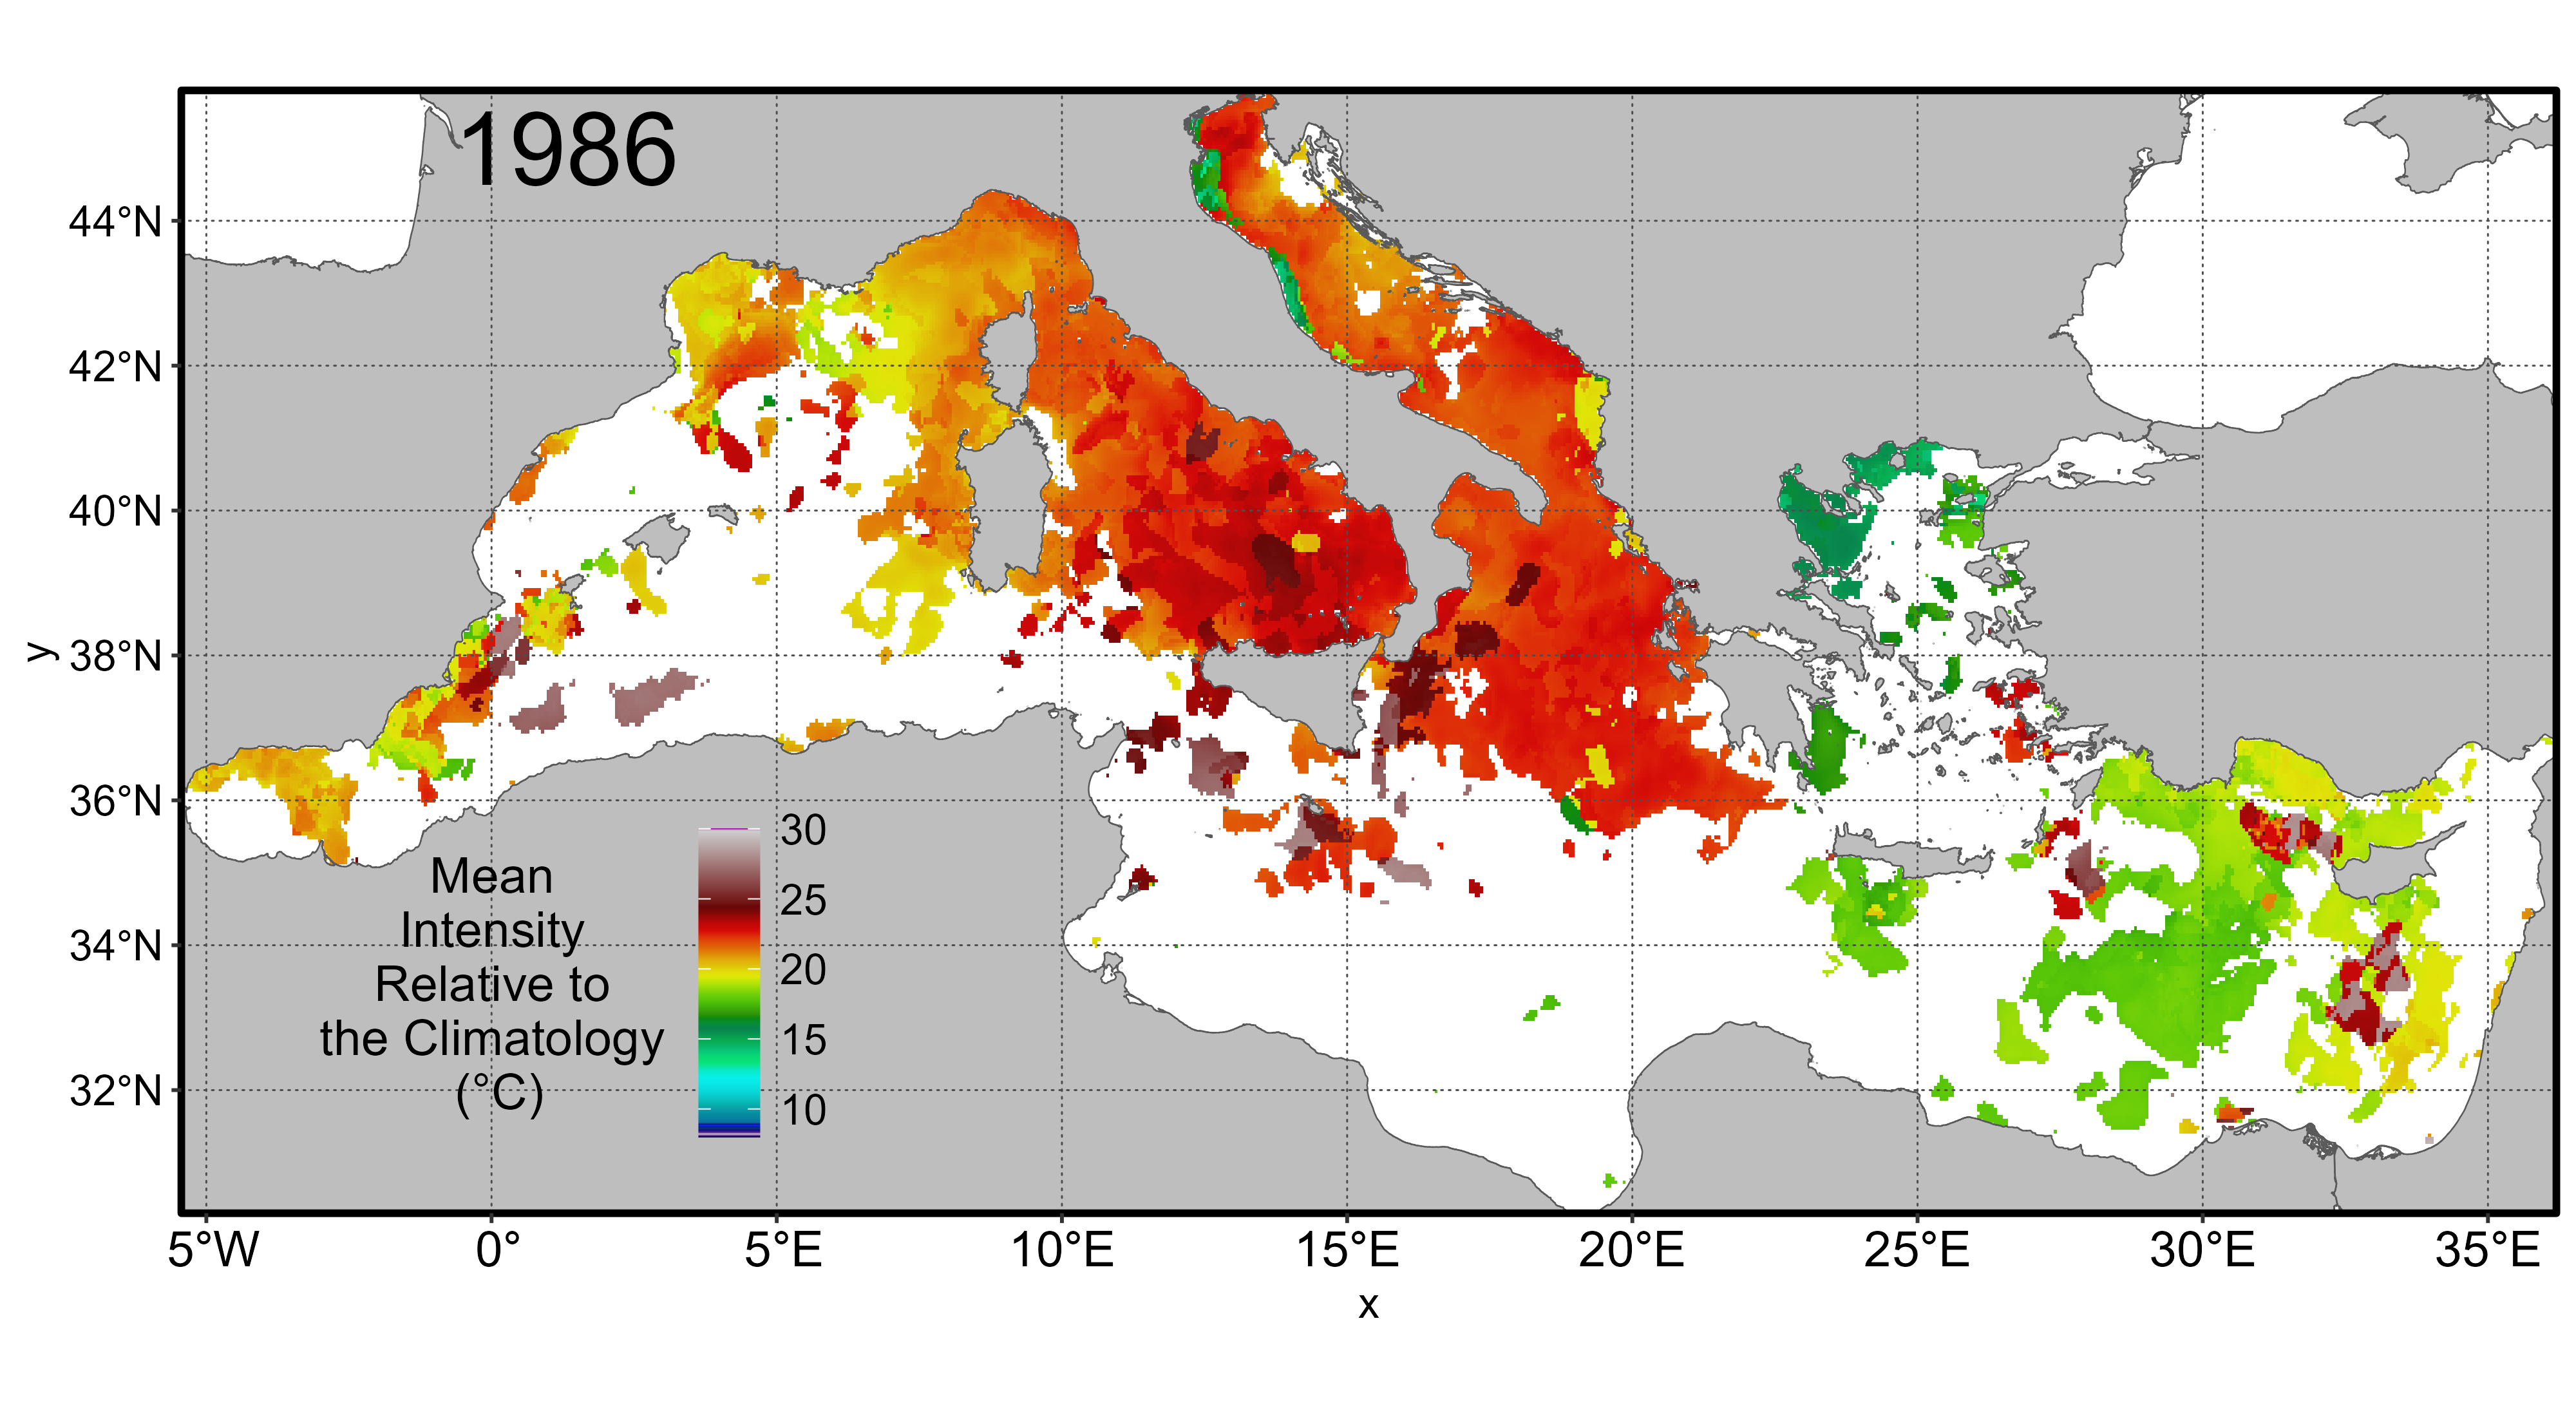 1986
44°N
42°N
40°N
38°N
36°N
34°N
32°N
y
Mean
Intensity
Relative to
the Climatology
(°C)
30
25
20
15
10
5°W 0° 5°E 10°E 15°E 20°E 25°E 30°E 35°E
x